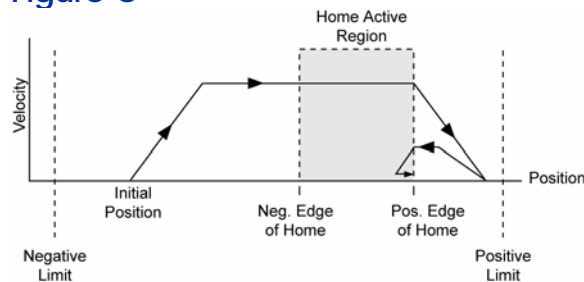 Figure
Home Active
Region
Velocity
Position
Initial
Position
Neg. Edge
of Home
Pos. Edge
of Home
Negative
Limit
Positive
Limit